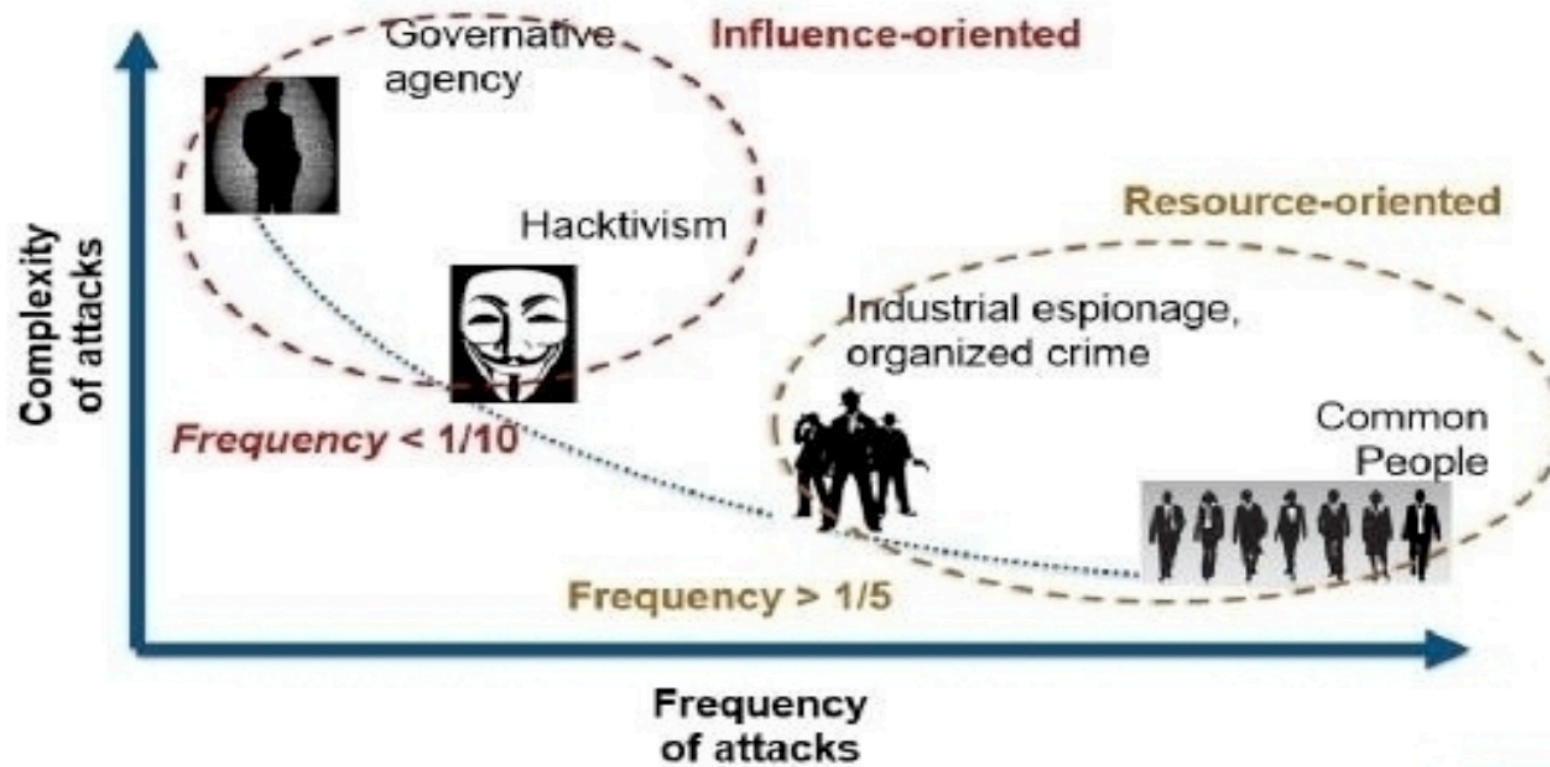 Governative
agency
Influence-oriented
Hacktivism
Resource-oriented
Industrial espionage,
organized crime
Common
People
Complexity
of attacks
Frequency < 1/10
Frequency > 1/5
Frequency
of attacks